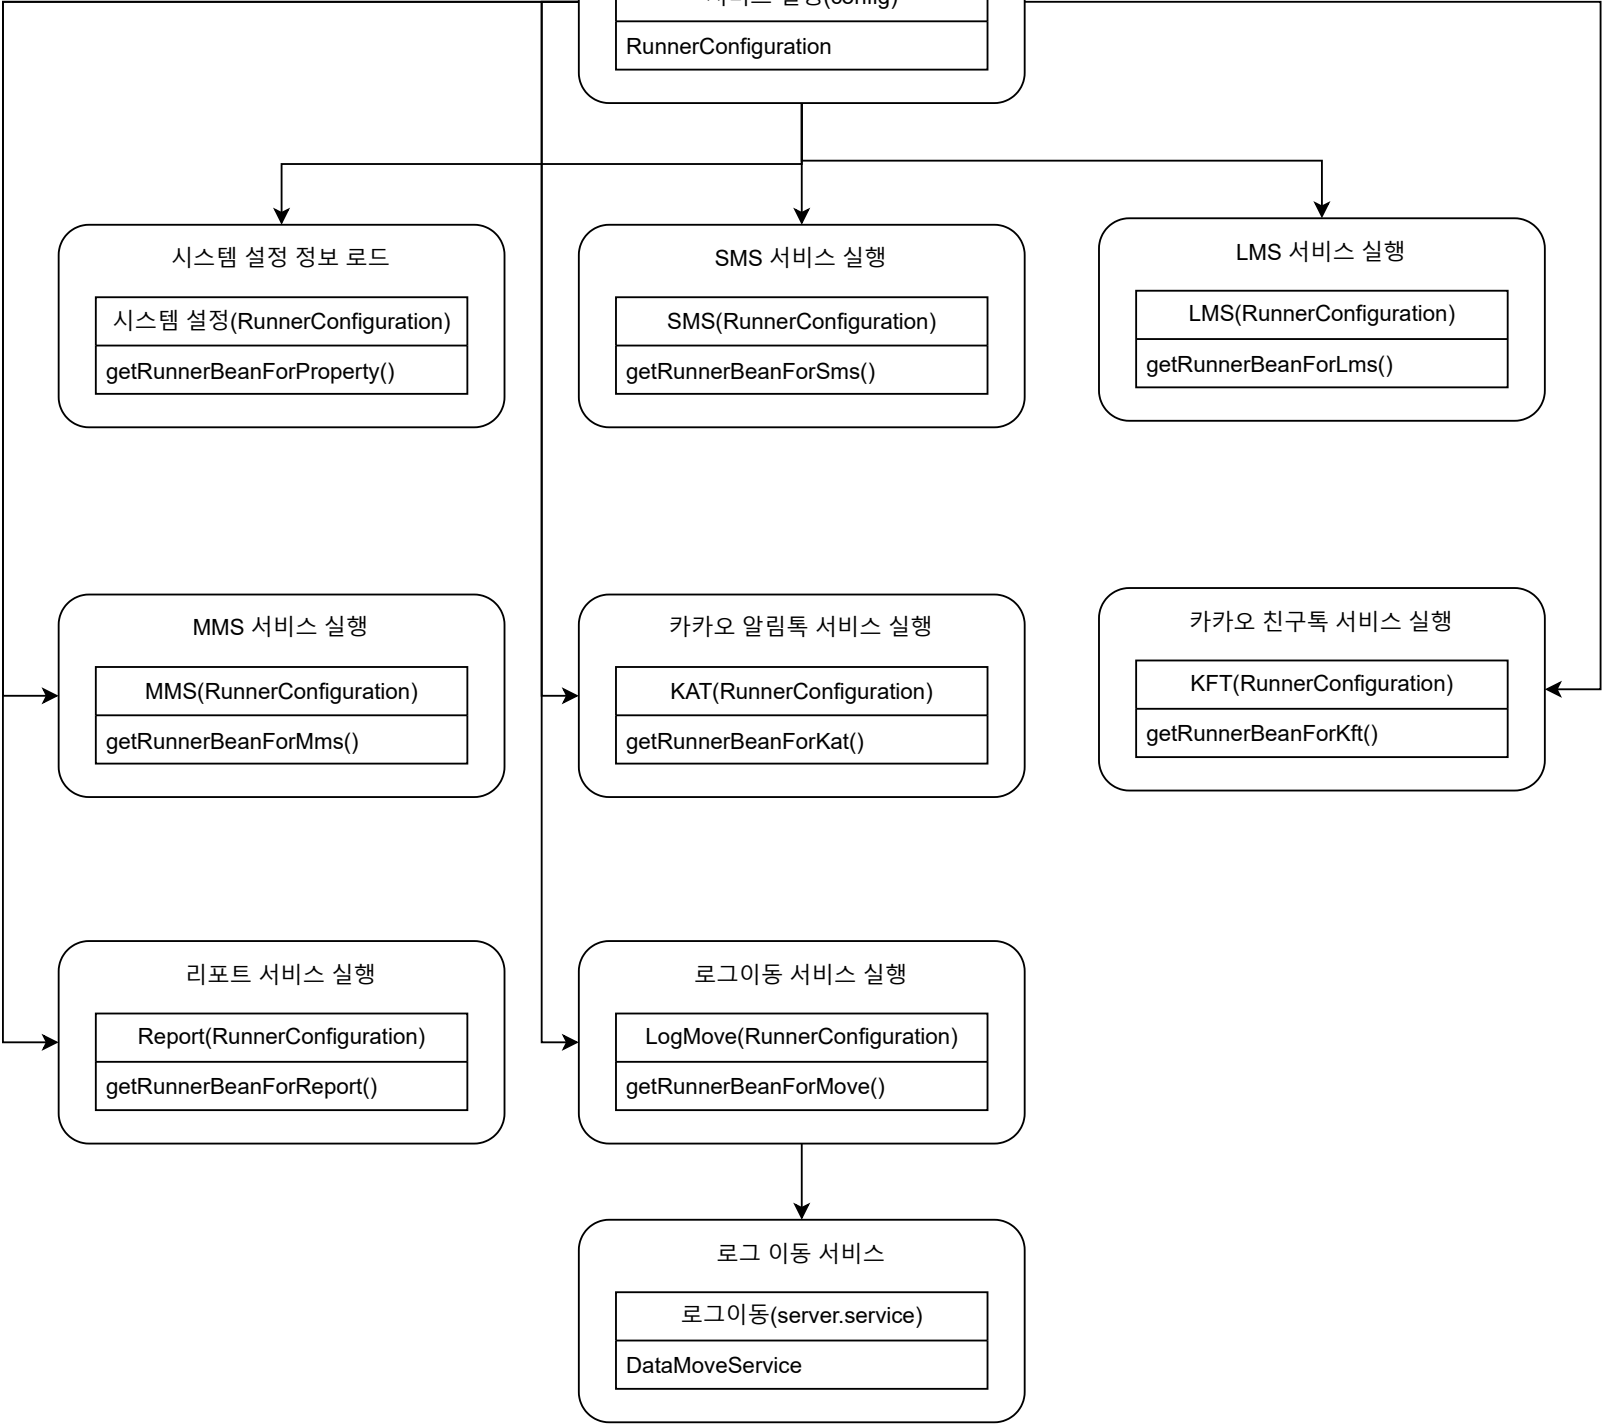 RunnerConfiguration
시스템 설정 정보 로드
시스템 설정(RunnerConfiguration)
getRunnerBeanForProperty()
SMS 서비스 실행
SMS(RunnerConfiguration)
getRunnerBeanForSms()
LMS 서비스 실행
LMS(RunnerConfiguration)
getRunnerBeanForLms()
MMS 서비스 실행
MMS(RunnerConfiguration)
getRunnerBeanForMms()
카카오 알림톡 서비스 실행
KAT(RunnerConfiguration)
getRunnerBeanForKat()
카카오 친구톡 서비스 실행
KFT(RunnerConfiguration)
getRunnerBeanForKft()
리포트 서비스 실행
Report(RunnerConfiguration)
getRunnerBeanForReport()
로그이동 서비스 실행
LogMove(RunnerConfiguration)
getRunnerBeanForMove()
로그 이동 서비스
로그이동(server.service)
DataMoveService